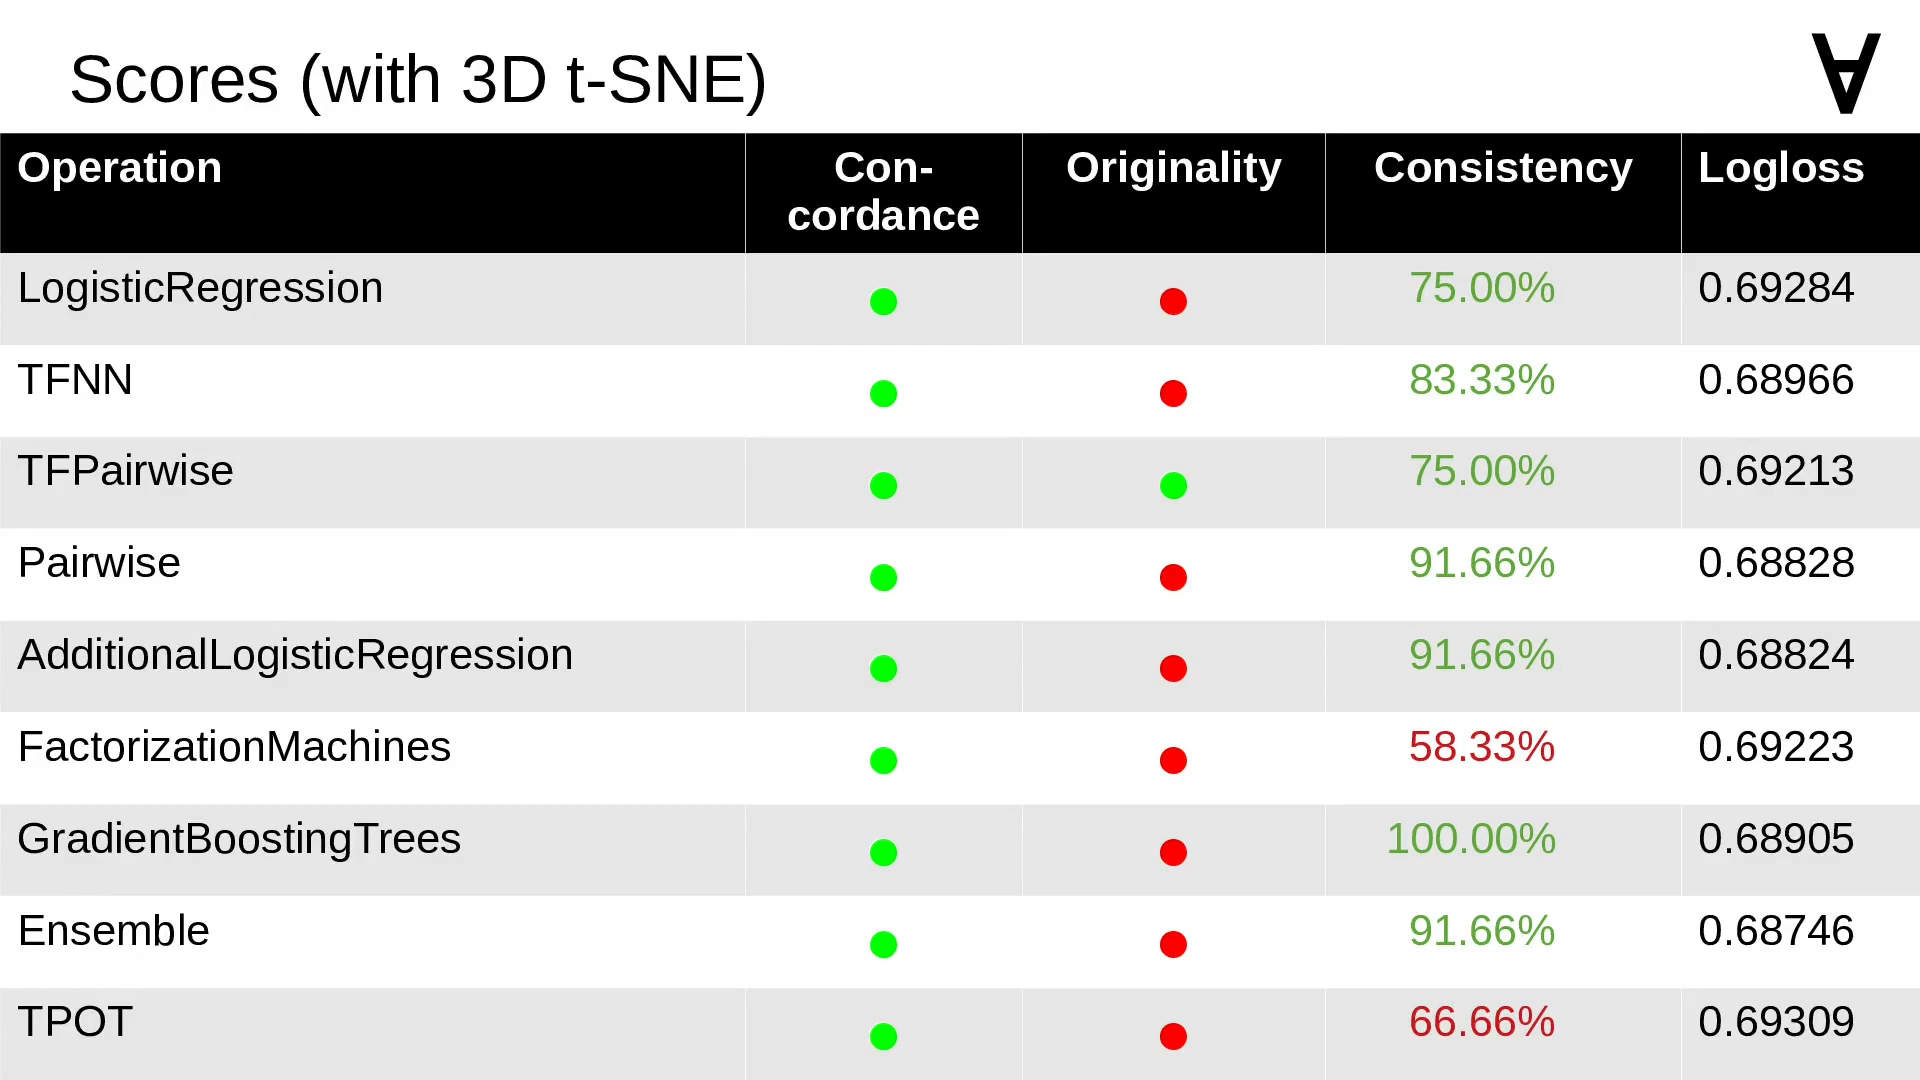 Scores (with 3D t-SNE)
∀
Operation Con-cordance Originality Consistency Logloss
LogisticRegression 75.00% 0.69284
TFNN 83.33% 0.68966
TFPairwise 75.00% 0.69213
Pairwise 91.66% 0.68828
AdditionalLogisticRegression 91.66% 0.68824
FactorizationMachines 58.33% 0.69223
GradientBoostingTrees 100.00% 0.68905
Ensemble 91.66% 0.68746
TPOT 66.66% 0.69309